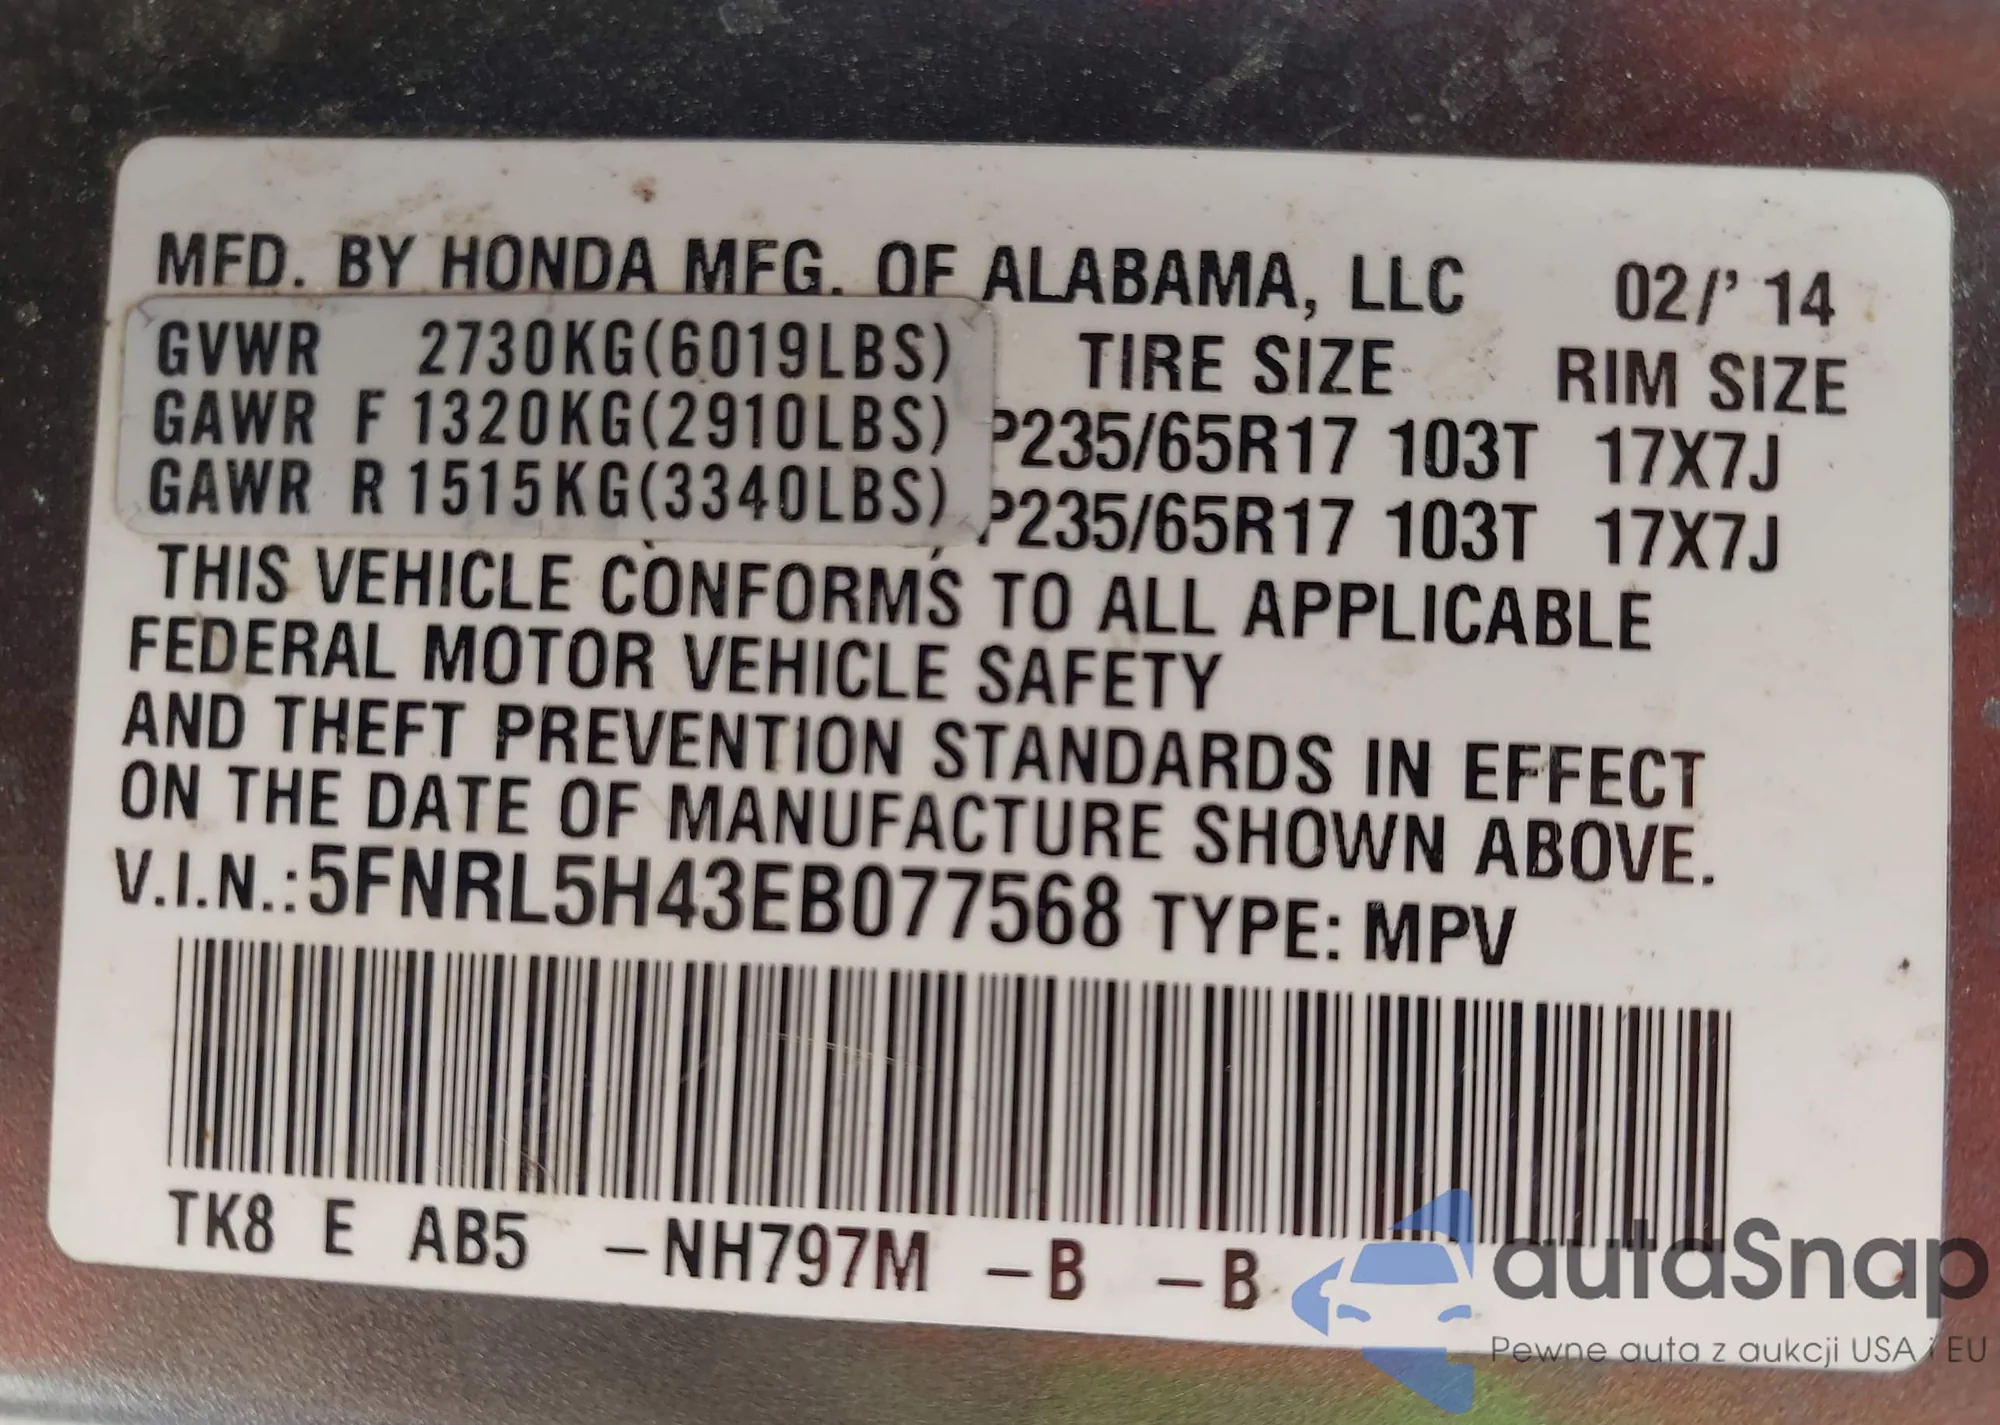 MFD. BY HONDA MFG. OF ALABAMA, LLC 02/' 14
GVWR 2730KG(6019LBS) TIRE SIZE RIM SIZE
GAWR F 1320KG(2910LBS) P235/65R17 103T 17X7J
GAWR R 1515KG(3340LBS) P235/65R17 103T 17X7J
THIS VEHICLE CONFORMS TO ALL APPLICABLE
FEDERAL MOTOR VEHICLE SAFETY
AND THEFT PREVENTION STANDARDS IN EFFECT
ON THE DATE OF MANUFACTURE SHOWN ABOVE.
V.I.N.:5FNRL5H43EB077568 TYPE: MPV
TK8 E AB5 –NH797M –B –B
autaSnap
Pewne auta z aukcji USA i EU